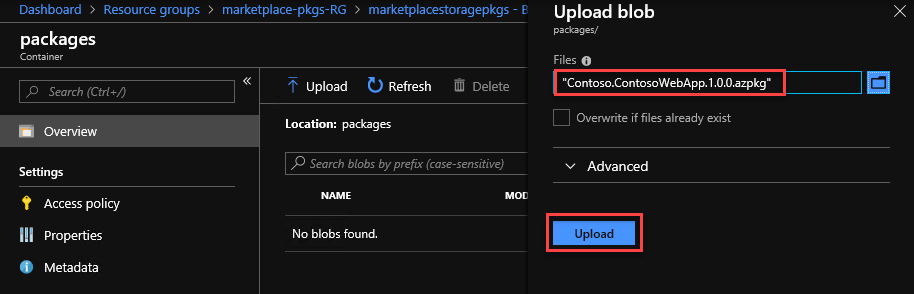 Dashboard > Resource groups > marketplace-pkgs-RG > marketplacestoragepkgs - B
packages
Container
Search (Ctrl+/)
Overview
Settings
Access policy
Properties
Metadata
Upload Refresh Delete
Location: packages
Search blobs by prefix (case-sensitive)
NAME MOD
No blobs found.
Upload blob
packages/
Files
"Contoso.ContosoWebApp.1.0.0.azpkg"
Overwrite if files already exist
Advanced
Upload